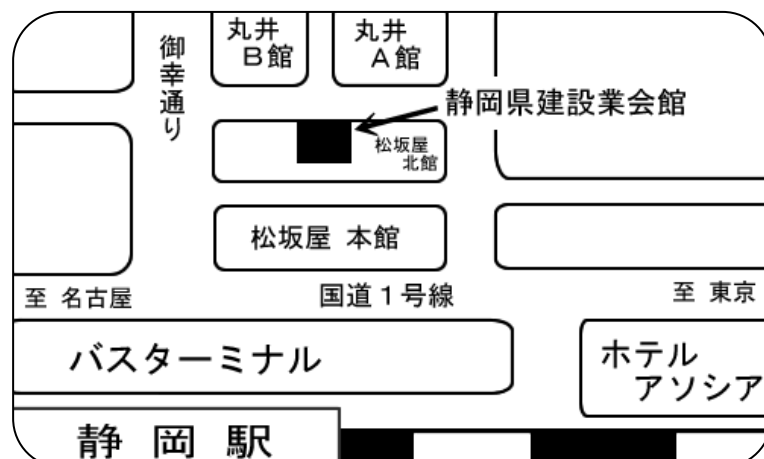 丸井
B館
丸井
A館
御幸通り
静岡県建設業会館
松坂屋
北館
松坂屋 本館
至 名古屋
国道1号線
至 東京
バスターミナル
ホテル
アソシア
静岡駅